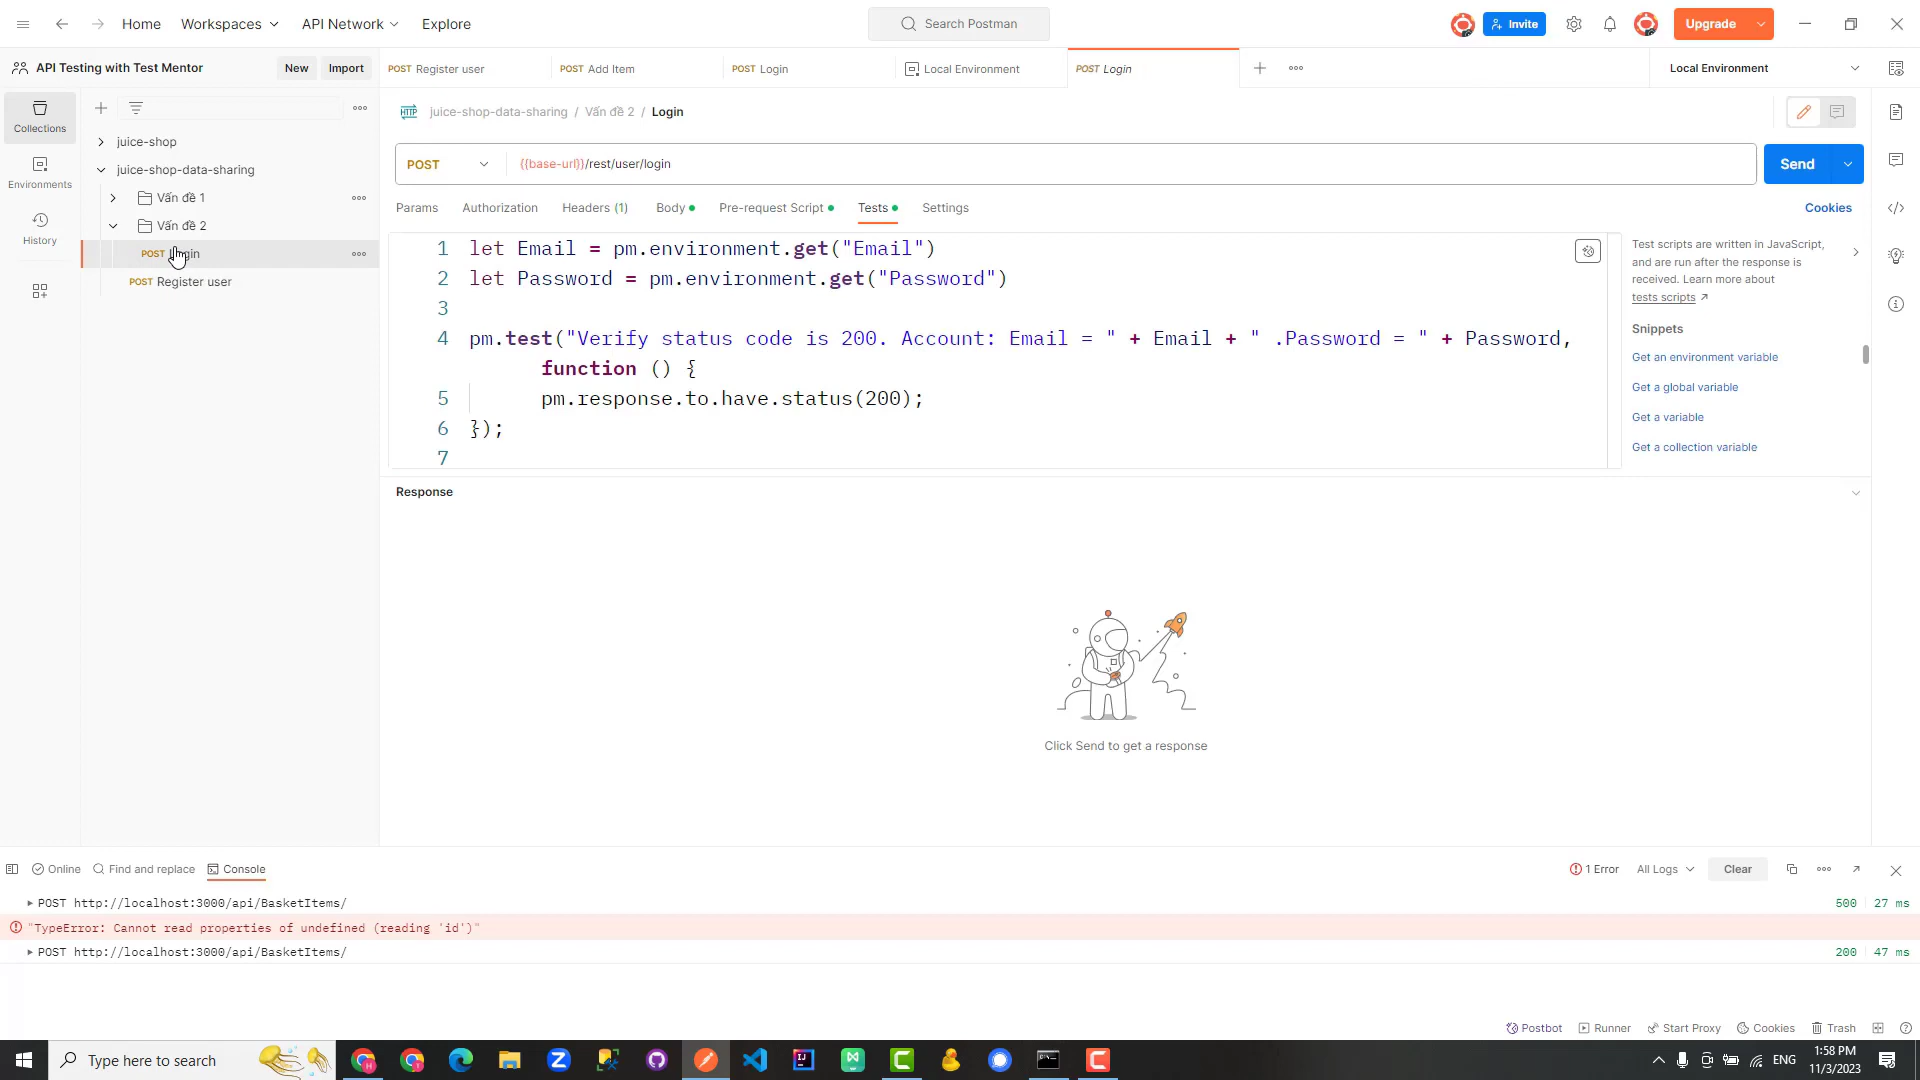 Home
Workspaces
API Network
Explore
Search Postman
Invite
Upgrade
API Testing with Test Mentor
New
Import
POST Register user
POST Add Item
POST Login
Local Environment
POST Login
Local Environment
Collections
Environments
History
juice-shop
juice-shop-data-sharing
Vấn đề 1
Vấn đề 2
POST
POST Register user
HTTP juice-shop-data-sharing / Vấn đề 2 / Login
POST
{{base-url}}/rest/user/login
Send
Params
Authorization
Headers (1)
Body
Pre-request Script
Tests
Settings
Cookies
1 let Email = pm.environment.get("Email")
2 let Password = pm.environment.get("Password")
3
4 pm.test("Verify status code is 200. Account: Email = " + Email + " .Password = " + Password,
function () {
5 pm.response.to.have.status(200);
6 });
7
Test scripts are written in JavaScript,
and are run after the response is
received. Learn more about
tests scripts
Snippets
Get an environment variable
Get a global variable
Get a variable
Get a collection variable
Response
Click Send to get a response
Online
Find and replace
Console
1 Error
All Logs
Clear
POST http://localhost:3000/api/BasketItems/
500
27 ms
"TypeError: Cannot read properties of undefined (reading 'id')"
POST http://localhost:3000/api/BasketItems/
200
47 ms
Postbot
Runner
Start Proxy
Cookies
Trash
Type here to search
ENG
1:58 PM
11/3/2023